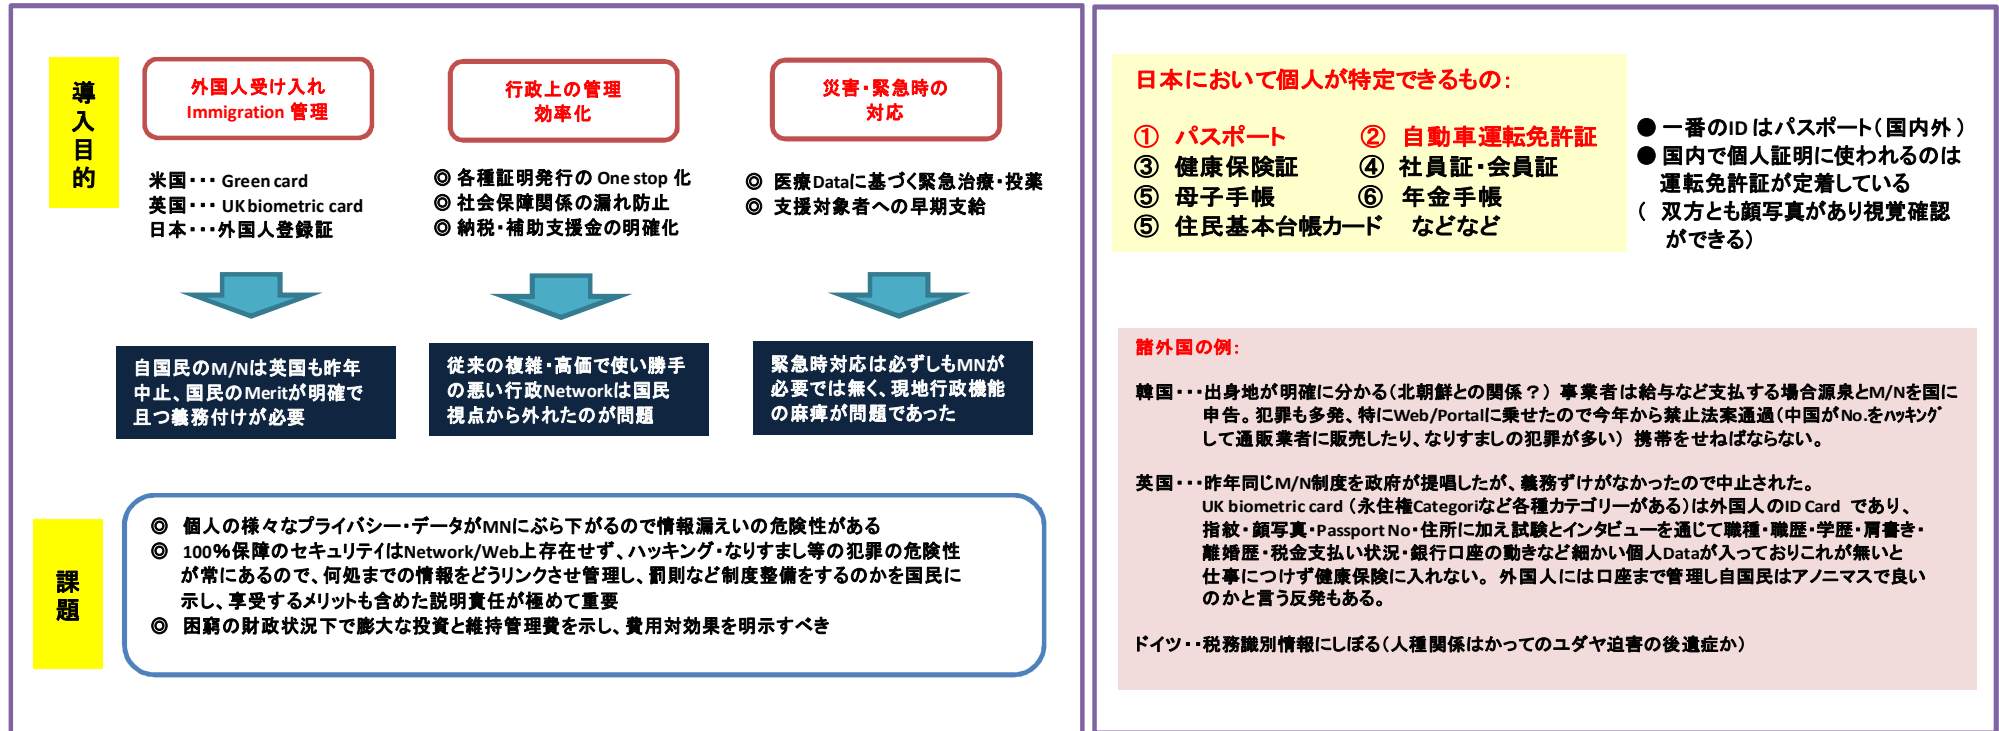 導入目的
外国人受け入れ
Immigration 管理
米国・・・ Green card
英国・・・ UK biometric card
日本・・・外国人登録証
自国民のM/Nは英国も昨年
中止、国民のMeritが明確で
且つ義務付けが必要
行政上の管理
効率化
◎ 各種証明発行の One stop 化
◎ 社会保障関係の漏れ防止
◎ 納税・補助支援金の明確化
従来の複雑・高価で使い勝手
の悪い行政Networkは国民
視点から外れたのが問題
災害・緊急時の
対応
◎ 医療Dataに基づく緊急治療・投薬
◎ 支援対象者への早期支給
緊急時対応は必ずしもMNが
必要では無く、現地行政機能
の麻痺が問題であった
課題
◎ 個人の様々なプライバシー・データがMNにぶら下がるので情報漏えいの危険性がある
◎ 100%保障のセキュリテイはNetwork/Web上存在せず、ハッキング・なりすまし等の犯罪の危険性
が常にあるので、何処までの情報をどうリンクさせ管理し、罰則など制度整備をするのかを国民に
示し、享受するメリットも含めた説明責任が極めて重要
◎ 困窮の財政状況下で膨大な投資と維持管理費を示し、費用対効果を明示すべき
日本において個人が特定できるもの：
① パスポート ② 自動車運転免許証
③ 健康保険証 ④ 社員証・会員証
⑤ 母子手帳 ⑥ 年金手帳
⑤ 住民基本台帳カード などなど
● 一番のID はパスポート（国内外）
● 国内で個人証明に使われるのは
運転免許証が定着している
( 双方とも顔写真があり視覚確認
ができる）
諸外国の例：
韓国・・・出身地が明確に分かる（北朝鮮との関係？） 事業者は給与など支払する場合源泉とM/Nを国に
申告。犯罪も多発、特にWeb/Portalに乗せたので今年から禁止法案通過（中国がNo.をﾊｯｷﾝｸﾞ
して通販業者に販売したり、なりすましの犯罪が多い） 携帯をせねばならない。
英国・・・昨年同じM/N制度を政府が提唱したが、義務ずけがなかったので中止された。
UK biometric card （永住権Categoriなど各種カテゴリーがある）は外国人のID Card であり、
指紋・顔写真・Passport No・住所に加え試験とインタビューを通じて職種・職歴・学歴・肩書き・
離婚歴・税金支払い状況・銀行口座の動きなど細かい個人Dataが入っておりこれが無いと
仕事につけず健康保険に入れない。 外国人には口座まで管理し自国民はアノニマスで良い
のかと言う反発もある。
ドイツ・・税務識別情報にしぼる（人種関係はかってのユダヤ迫害の後遺症か）